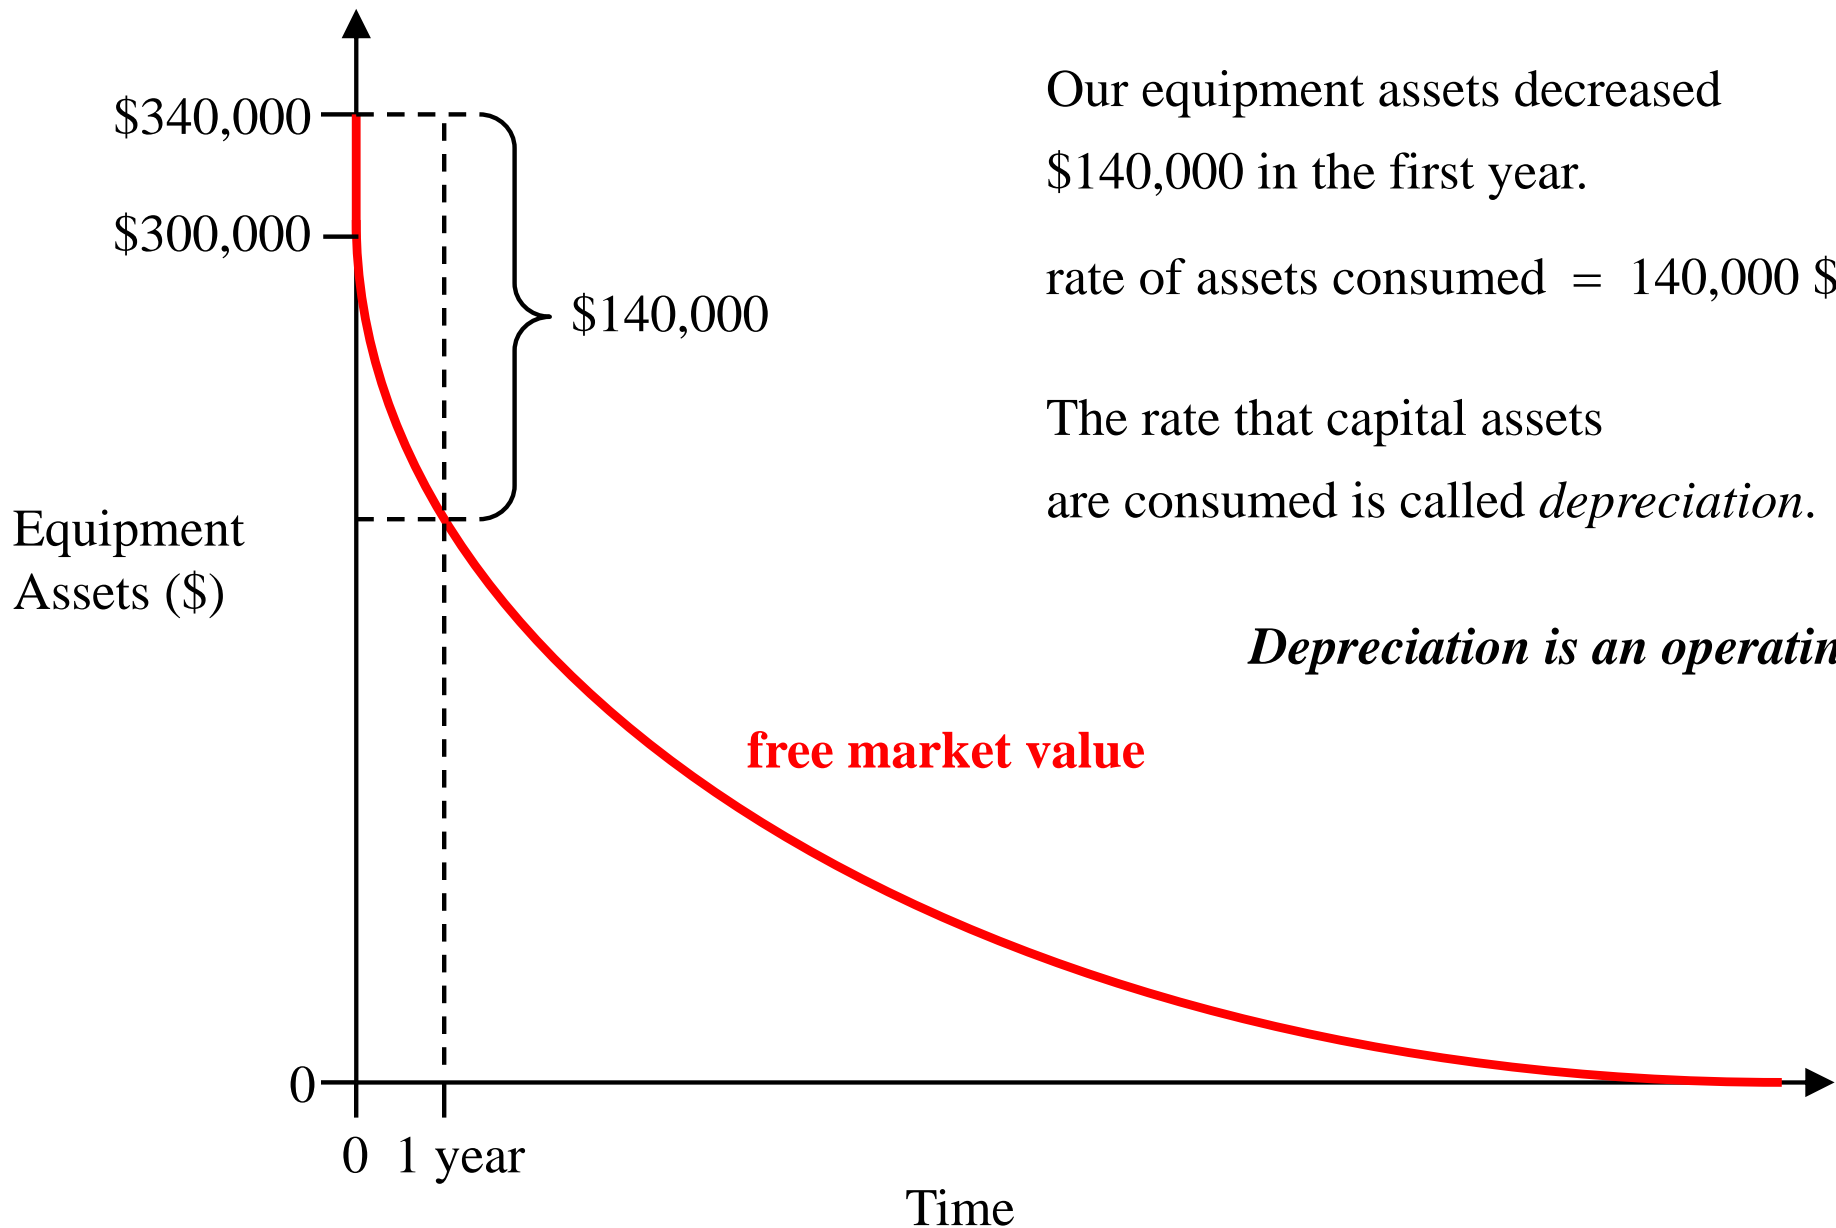 $340,000
$300,000
$140,000
Equipment
Assets ($)
free market value
0
0 1 year
Time
Our equipment assets decreased
$140,000 in the first year.
rate of assets consumed = 140,000 $
The rate that capital assets
are consumed is called depreciation.
Depreciation is an